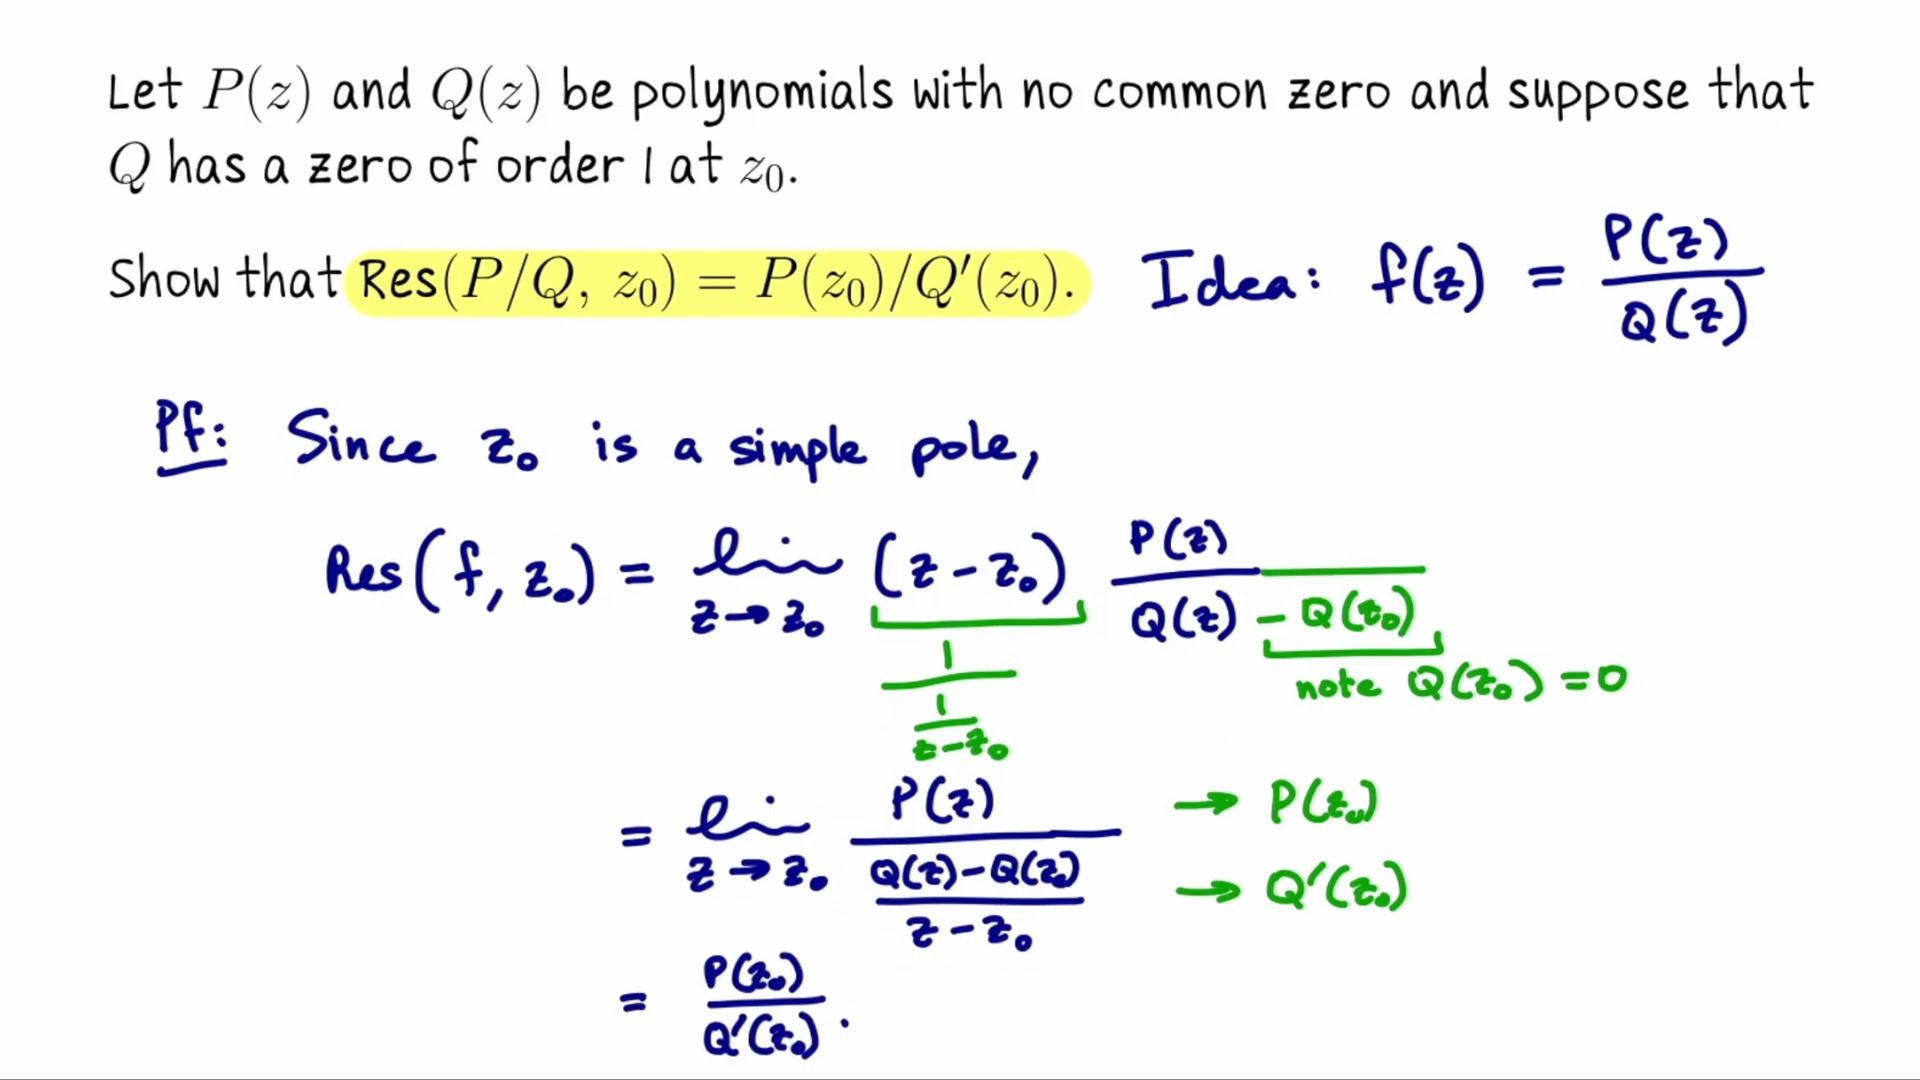 Let P(z) and Q(z) be polynomials with no common zero and suppose that
Q has a zero of order 1 at z₀.
Show that Res(P/Q, z₀) = P(z₀)/Q′(z₀).
Idea: f(z) = P(z)/Q(z)
Pf: Since z₀ is a simple pole,
Res(f, z₀) = lim z→z₀ (z − z₀) P(z)/(Q(z) − Q(z₀))
1/(1/(z−z₀))
note Q(z₀) = 0
= lim z→z₀ P(z)/((Q(z)−Q(z₀))/(z−z₀))
→ P(z₀)
→ Q′(z₀)
= P(z₀)/Q′(z₀).